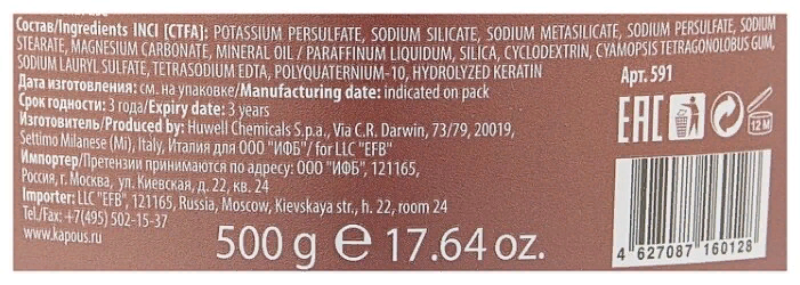 Состав/Ingredients INCI [CTFA]: POTASSIUM PERSULFATE, SODIUM SILICATE, SODIUM METASILICATE, SODIUM PERSULFATE, SODIUM
STEARATE, MAGNESIUM CARBONATE, MINERAL OIL / PARAFFINUM LIQUIDUM, SILICA, CYCLODEXTRIN, CYAMOPSIS TETRAGONOLOBUS GUM,
SODIUM LAURYL SULFATE, TETRASODIUM EDTA, POLYQUATERNIUM-10, HYDROLYZED KERATIN
Дата изготовления: см. на упаковке/Manufacturing date: indicated on pack
Срок годности: 3 года/Expiry date: 3 years
Изготовитель/Produced by: Huwell Chemicals S.p.a., Via C.R. Darwin, 73/79, 20019,
Settimo Milanese (Mi), Italy, Италия для ООО "ИФБ"/ for LLC "EFB"
Импортер/Претензии принимаются по адресу: ООО "ИФБ", 121165,
Россия, г. Москва, ул. Киевская, д. 22, кв. 24
Importer: LLC "EFB", 121165, Russia, Moscow, Kievskaya str., h. 22, room 24
Tel./Fax: +7(495) 502-15-37
www.kapous.ru
500 g e 17.64 oz.
Арт. 591
EAC
12 M
4 627087 160128